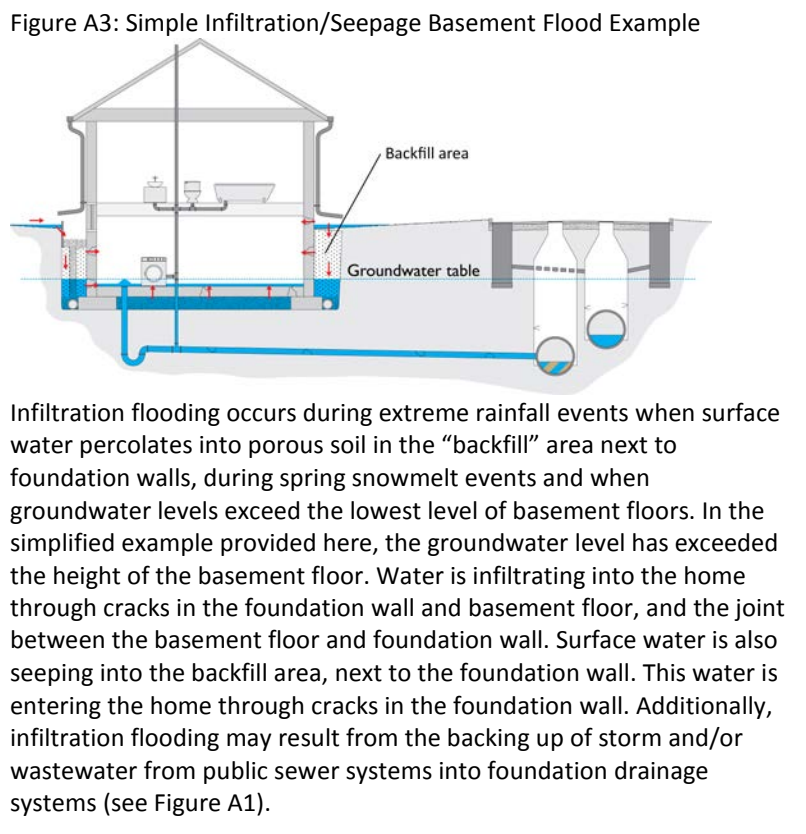 Figure A3: Simple Infiltration/Seepage Basement Flood Example
Backfill area
Groundwater table
Infiltration flooding occurs during extreme rainfall events when surface
water percolates into porous soil in the “backfill” area next to
foundation walls, during spring snowmelt events and when
groundwater levels exceed the lowest level of basement floors. In the
simplified example provided here, the groundwater level has exceeded
the height of the basement floor. Water is infiltrating into the home
through cracks in the foundation wall and basement floor, and the joint
between the basement floor and foundation wall. Surface water is also
seeping into the backfill area, next to the foundation wall. This water is
entering the home through cracks in the foundation wall. Additionally,
infiltration flooding may result from the backing up of storm and/or
wastewater from public sewer systems into foundation drainage
systems (see Figure A1).